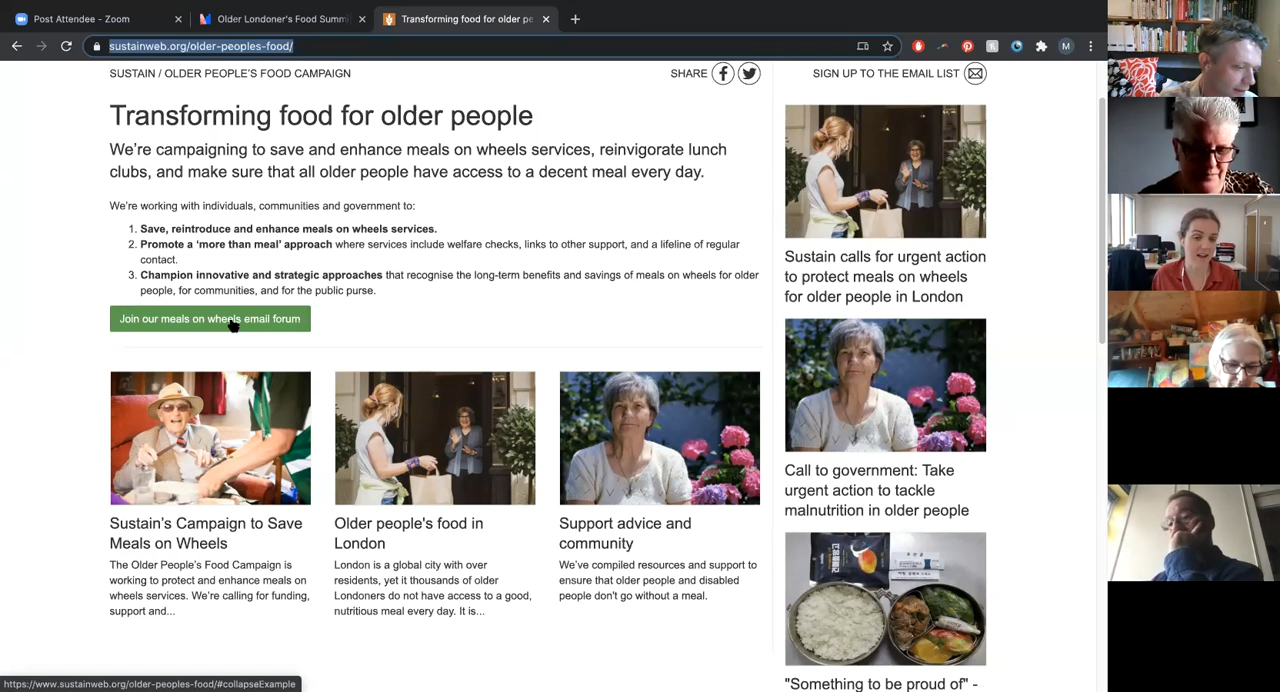 Post Attendee - Zoom
Older Londoner's Food Summi
Transforming food for older pe
sustainweb.org/older-peoples-food/
M
SUSTAIN / OLDER PEOPLE'S FOOD CAMPAIGN
SHARE
SIGN UP TO THE EMAIL LIST
Transforming food for older people
We're campaigning to save and enhance meals on wheels services, reinvigorate lunch
clubs, and make sure that all older people have access to a decent meal every day.
We're working with individuals, communities and government to:
1. Save, reintroduce and enhance meals on wheels services.
2. Promote a 'more than meal' approach where services include welfare checks, links to other support, and a lifeline of regular
contact.
3. Champion innovative and strategic approaches that recognise the long-term benefits and savings of meals on wheels for older
people, for communities, and for the public purse.
Join our meals on wheels email forum
Sustain's Campaign to Save
Meals on Wheels
The Older People's Food Campaign is
working to protect and enhance meals on
wheels services. We're calling for funding,
support and...
Older people's food in
London
London is a global city with over
residents, yet it thousands of older
Londoners do not have access to a good,
nutritious meal every day. It is...
Support advice and
community
We've compiled resources and support to
ensure that older people and disabled
people don't go without a meal.
Sustain calls for urgent action
to protect meals on wheels
for older people in London
Call to government: Take
urgent action to tackle
malnutrition in older people
"Something to be proud of" -
https://www.sustainweb.org/older-peoples-food/#collapseExample